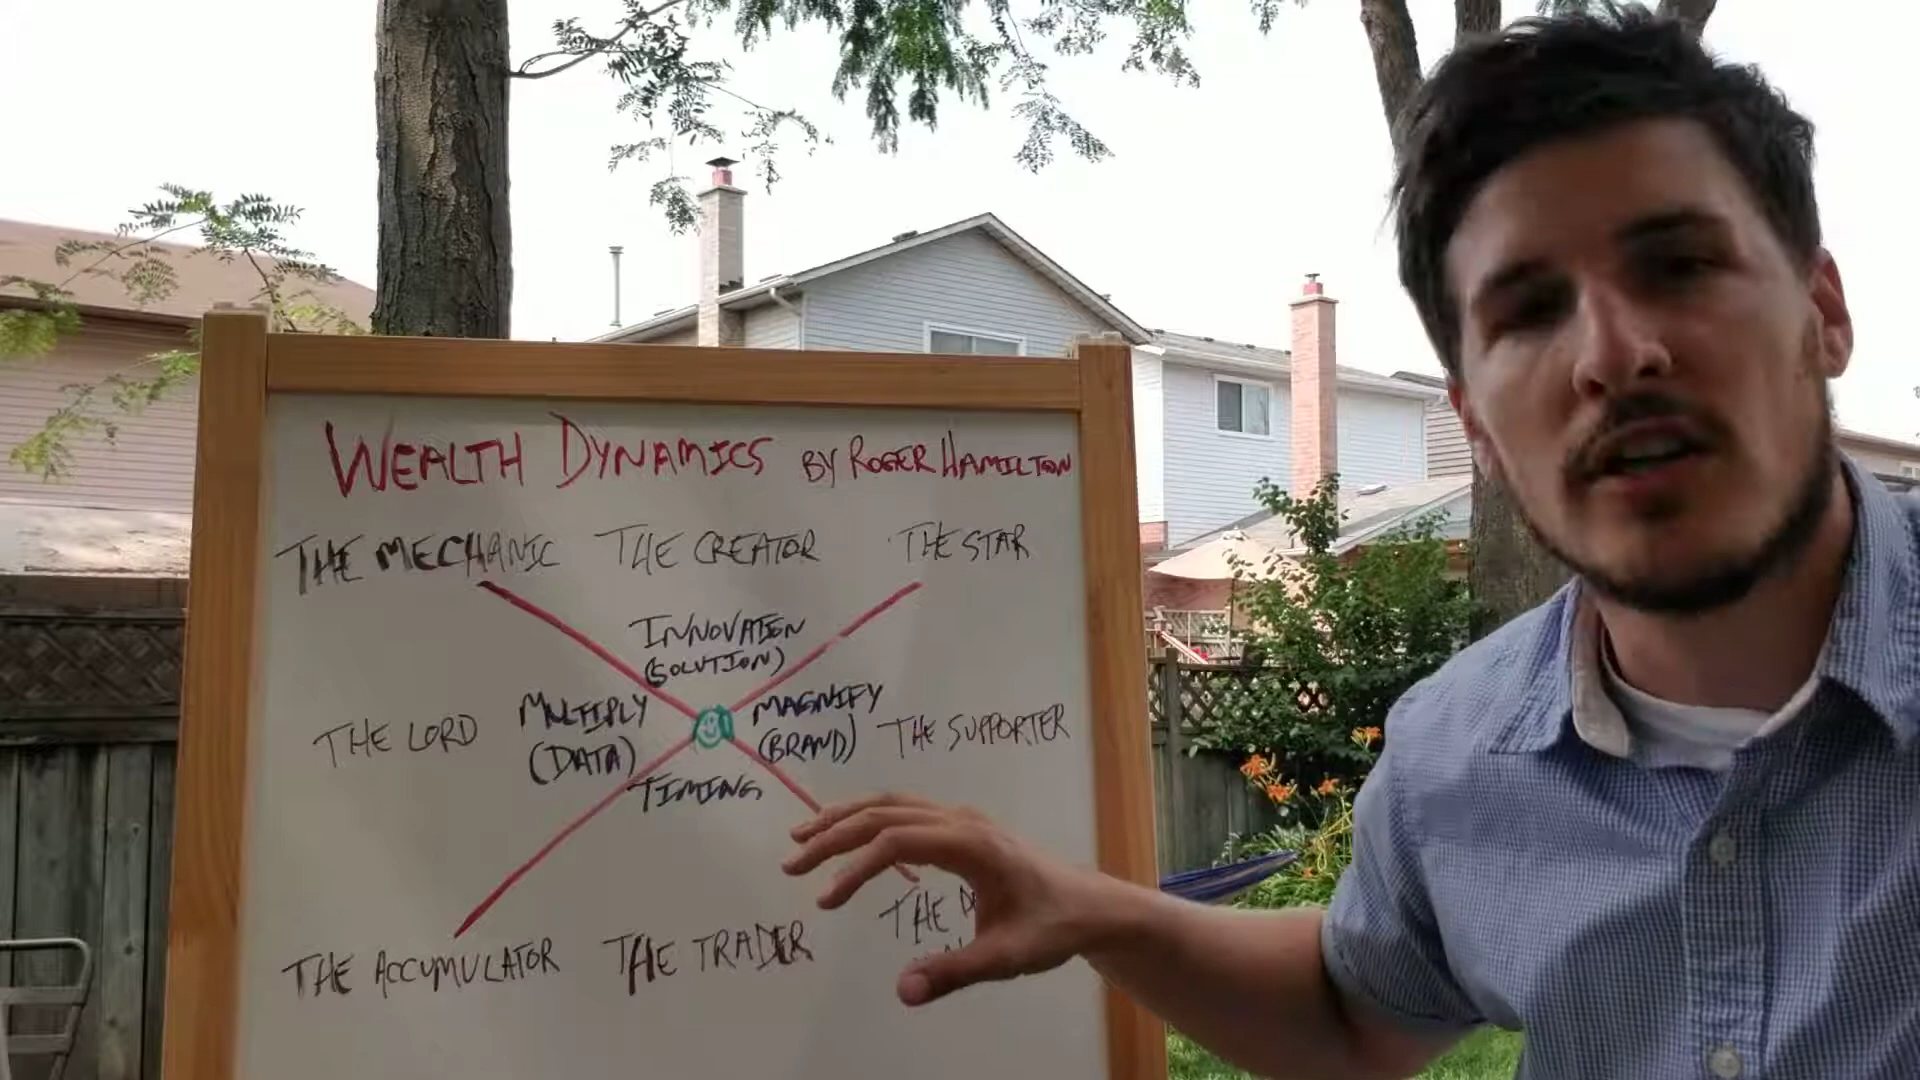 WEALTH DYNAMICS BY ROGER HAMILTON
THE MECHANIC THE CREATOR THE STAR
INNOVATION
(SOLUTION)
THE LORD MULTIPLY MAGNIFY THE SUPPORTER
(DATA) (BRAND)
TIMING
THE
THE ACCUMULATOR THE TRADER